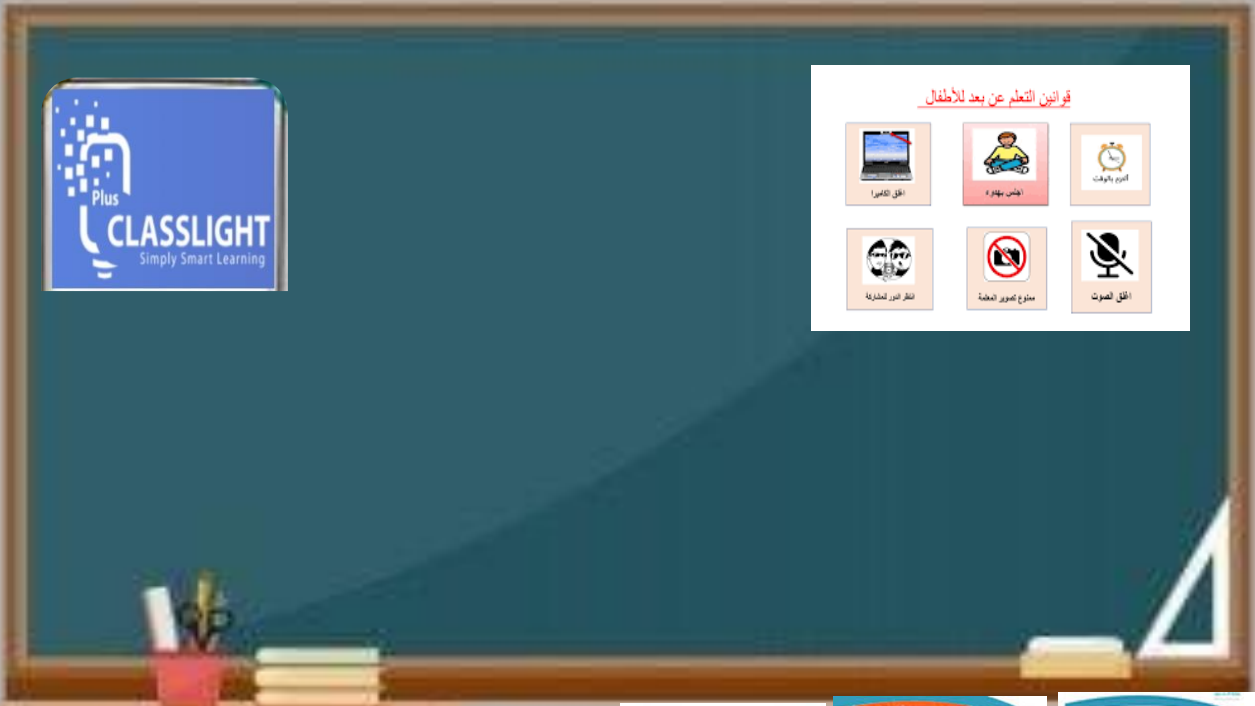 Plus
CLASSLIGHT
Simply Smart Learning
قوانين التعلم عن بعد للأطفال
ألتزم بالوقت
اجلس بهدوء
اغلق الكاميرا
اغلق الصوت
ممنوع تصوير المعلمة
انتظر الدور للمشاركة